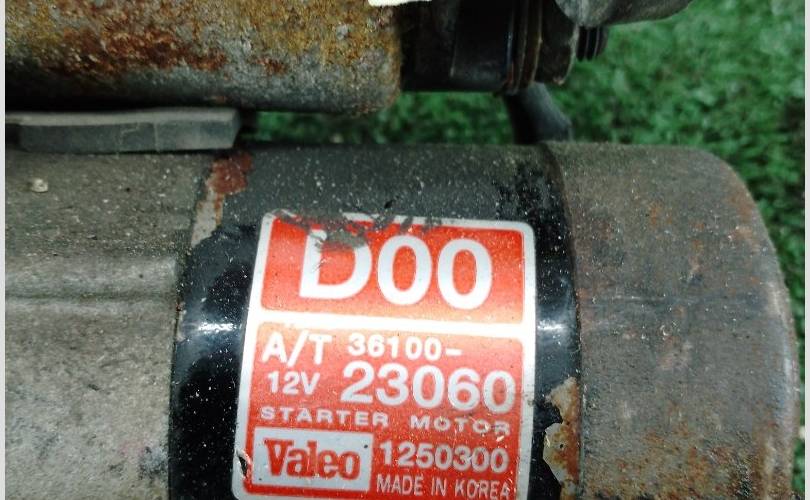 D00
A/T 36100-
12V 23060
STARTER MOTOR
Valeo 1250300
MADE IN KOREA